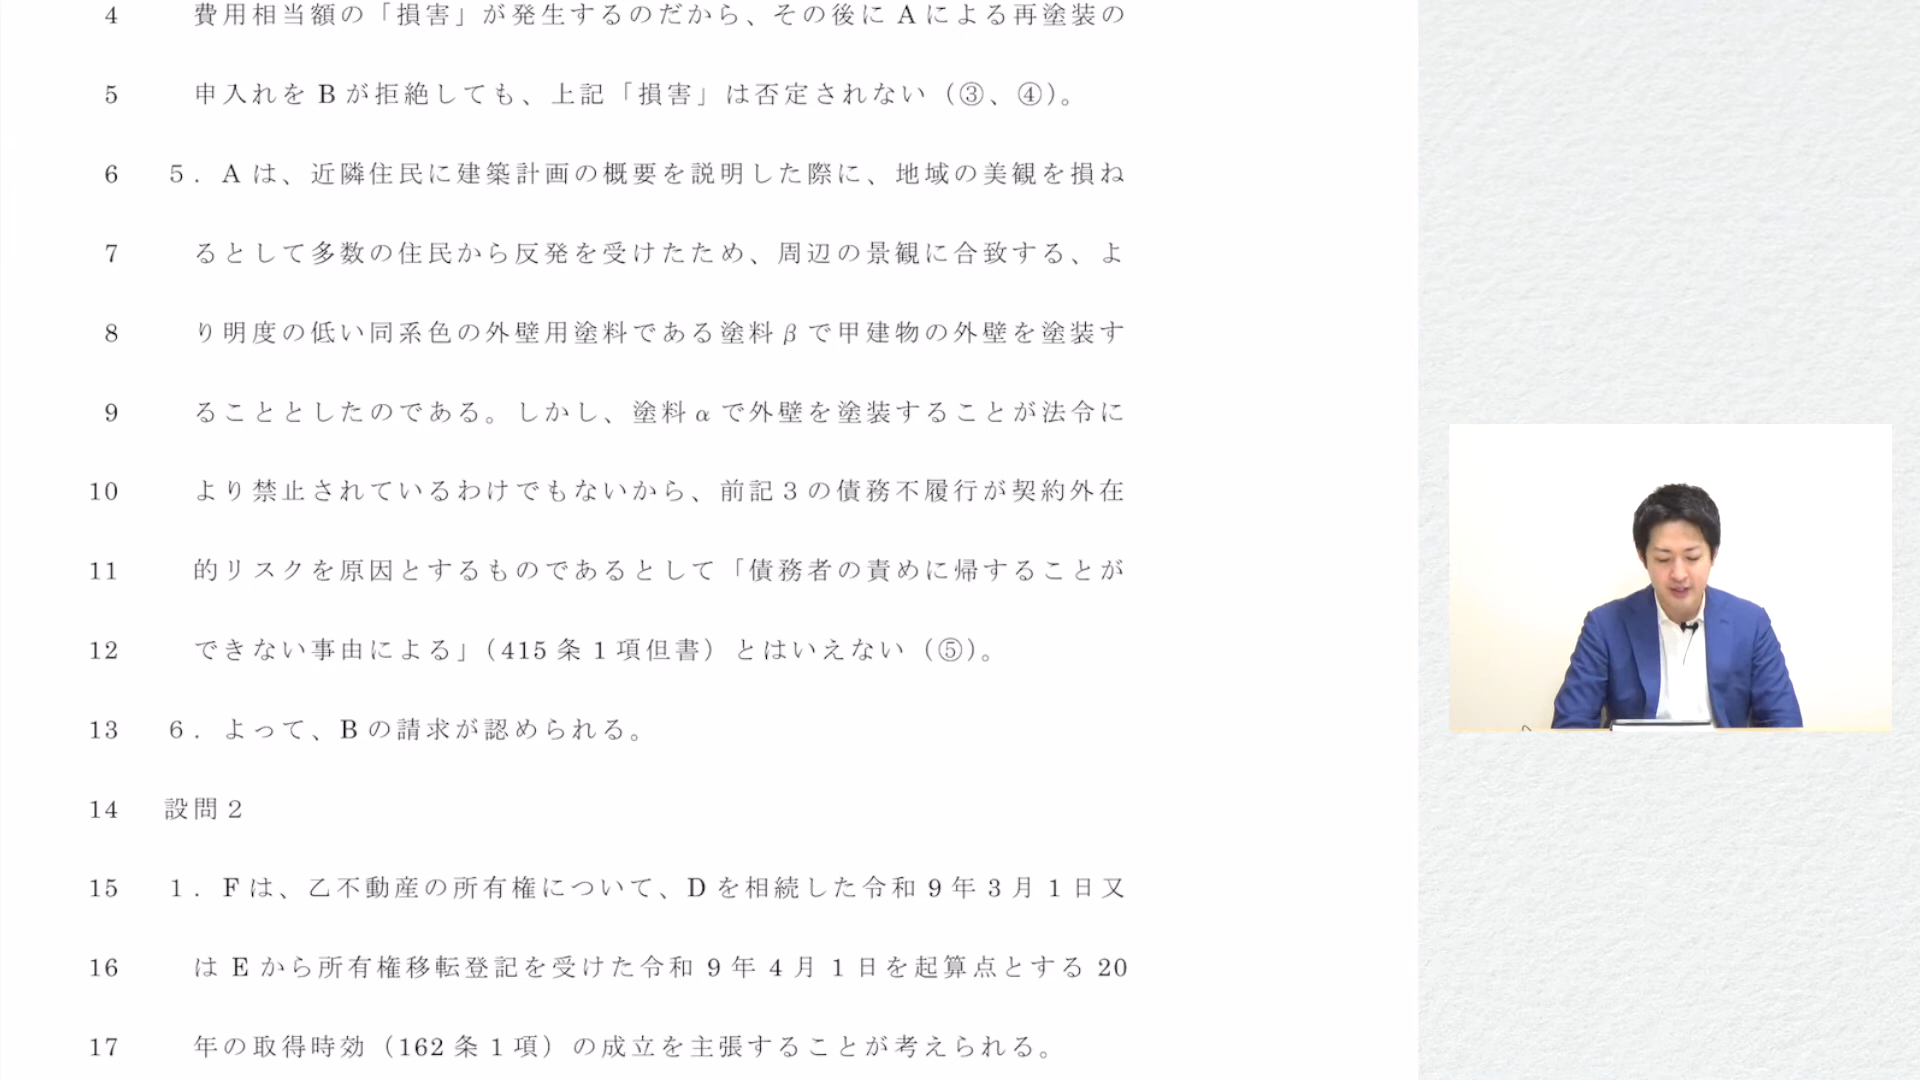 4 費用相当額の「損害」が発生するのだから、その後に A による再塗装の
5 申入れを B が拒絶しても、上記「損害」は否定されない（③、④）。
6 ５．A は、近隣住民に建築計画の概要を説明した際に、地域の美観を損ね
7 るとして多数の住民から反発を受けたため、周辺の景観に合致する、よ
8 り明度の低い同系色の外壁用塗料である塗料 β で甲建物の外壁を塗装す
9 ることとしたのである。しかし、塗料 α で外壁を塗装することが法令に
10 より禁止されているわけでもないから、前記３の債務不履行が契約外在
11 的リスクを原因とするものであるとして「債務者の責めに帰することが
12 できない事由による」（415 条 1 項但書）とはいえない（⑤）。
13 ６．よって、B の請求が認められる。
14 設問２
15 １．F は、乙不動産の所有権について、D を相続した令和 9 年 3 月 1 日又
16 は E から所有権移転登記を受けた令和 9 年 4 月 1 日を起算点とする 20
17 年の取得時効（162 条 1 項）の成立を主張することが考えられる。